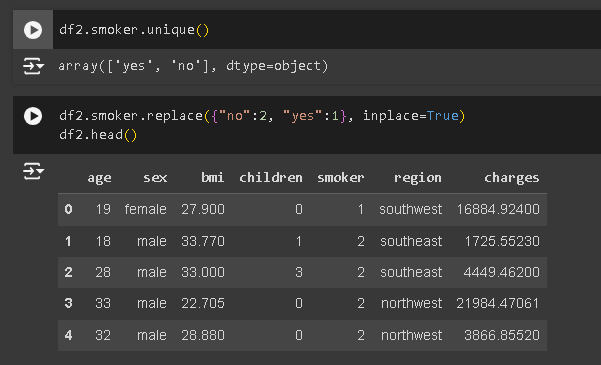 df2.smoker.unique()
array(['yes', 'no'], dtype=object)
df2.smoker.replace({"no":2, "yes":1}, inplace=True)
df2.head()
age sex bmi children smoker region charges
0 19 female 27.900 0 1 southwest 16884.92400
1 18 male 33.770 1 2 southeast 1725.55230
2 28 male 33.000 3 2 southeast 4449.46200
3 33 male 22.705 0 2 northwest 21984.47061
4 32 male 28.880 0 2 northwest 3866.85520